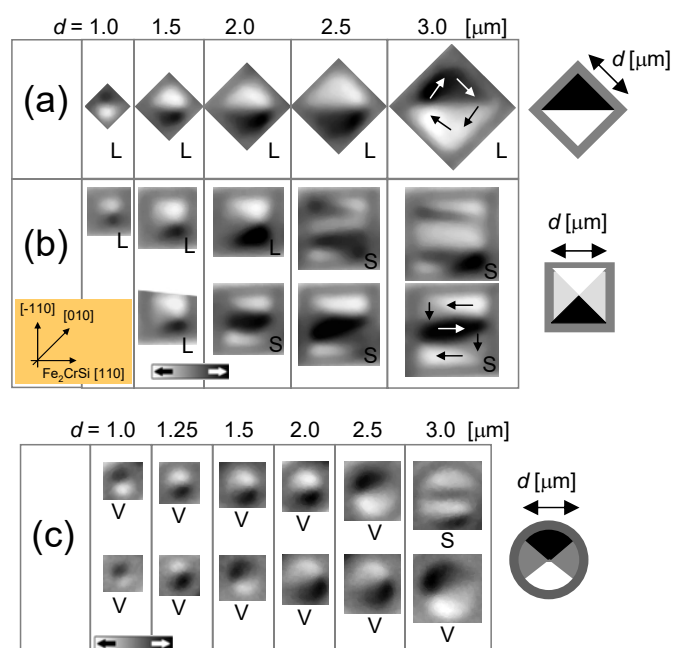 d = 1.0 1.5 2.0 2.5 3.0 [μm]
(a)
L L L L L
d [μm]
(b)
L L L S S
d [μm]
L S S S
[-110]
[010]
Fe₂CrSi [110]
d = 1.0 1.25 1.5 2.0 2.5 3.0 [μm]
(c)
V V V V V S
d [μm]
V V V V V V